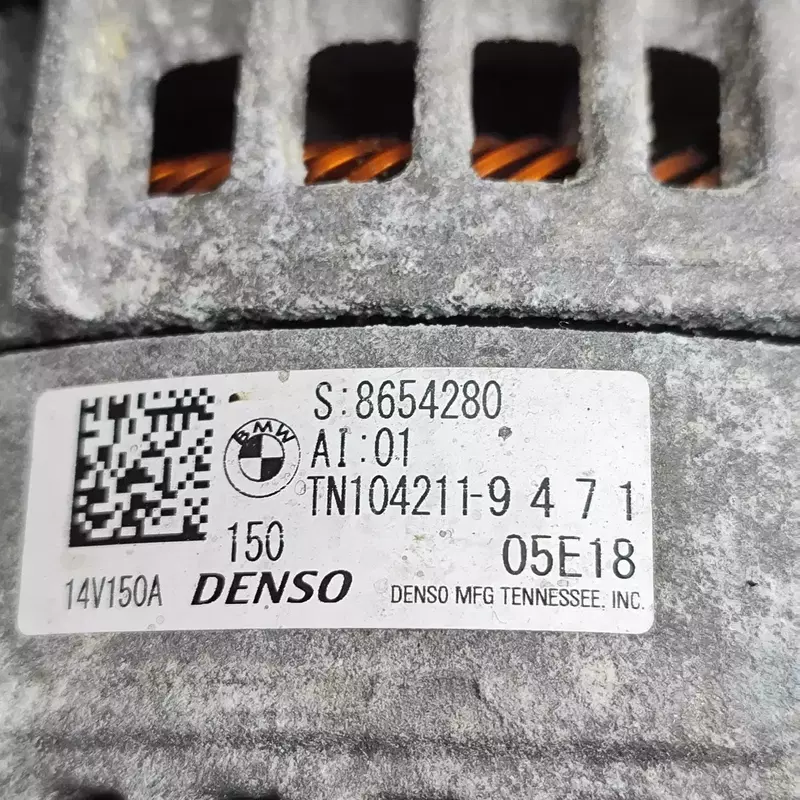 S:8654280
BMW
AI:01
TN104211-9 4 7 1
150
05E18
14V150A
DENSO
DENSO MFG TENNESSEE, INC.